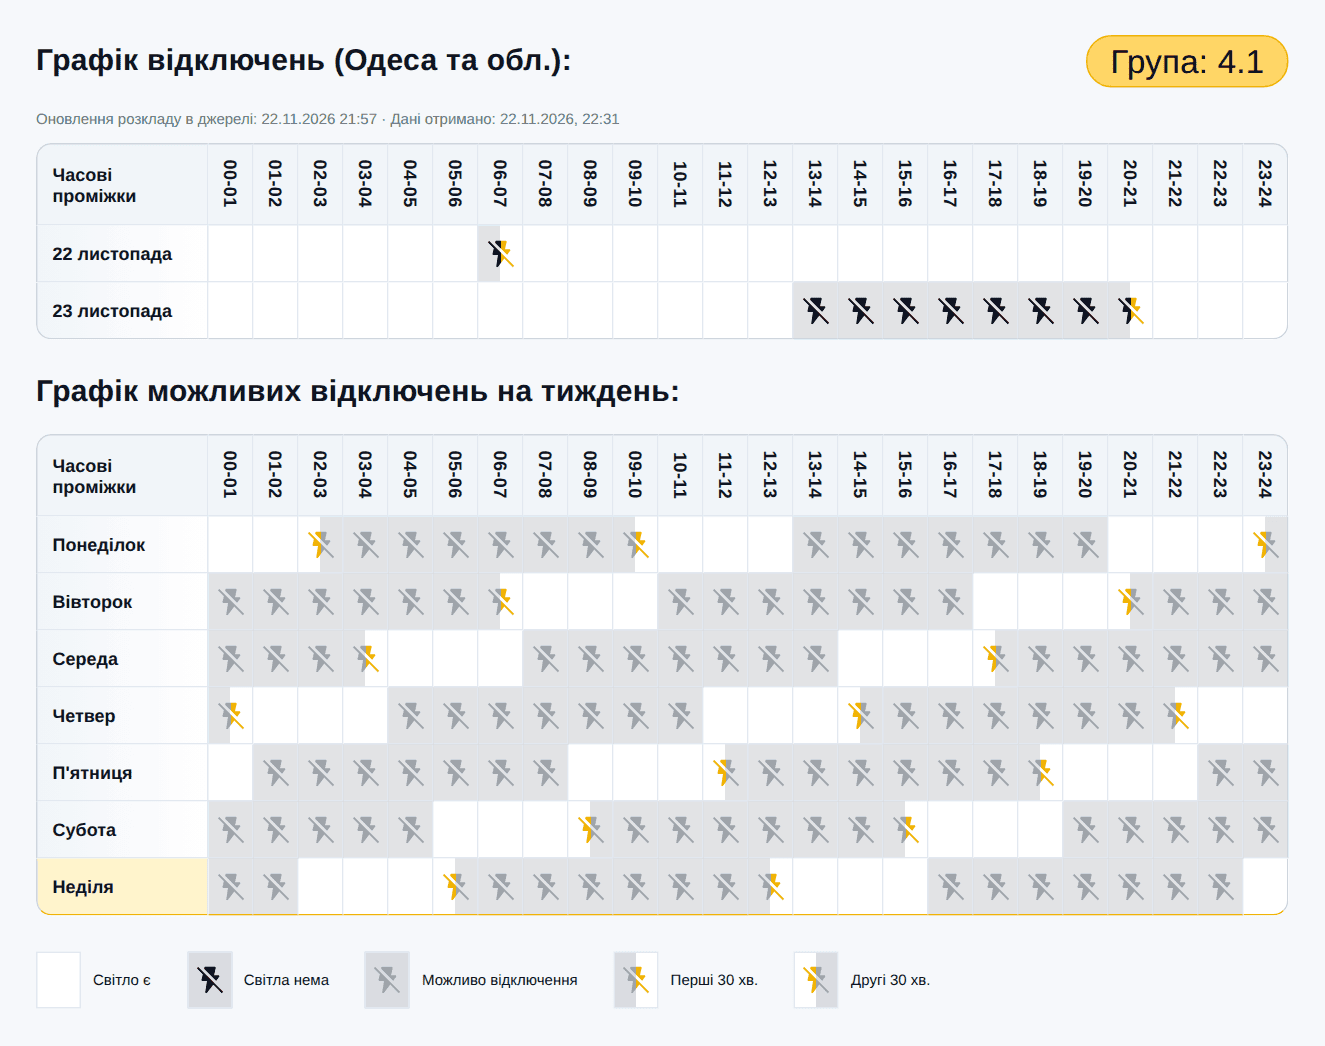 Графік відключень (Одеса та обл.):
Група: 4.1
Оновлення розкладу в джерелі: 22.11.2026 21:57 · Дані отримано: 22.11.2026, 22:31
Часові проміжки 00-01 01-02 02-03 03-04 04-05 05-06 06-07 07-08 08-09 09-10 10-11 11-12 12-13 13-14 14-15 15-16 16-17 17-18 18-19 19-20 20-21 21-22 22-23 23-24
22 листопада
23 листопада
Графік можливих відключень на тиждень:
Часові проміжки 00-01 01-02 02-03 03-04 04-05 05-06 06-07 07-08 08-09 09-10 10-11 11-12 12-13 13-14 14-15 15-16 16-17 17-18 18-19 19-20 20-21 21-22 22-23 23-24
Понеділок
Вівторок
Середа
Четвер
П'ятниця
Субота
Неділя
Світло є Світла нема Можливо відключення Перші 30 хв. Другі 30 хв.